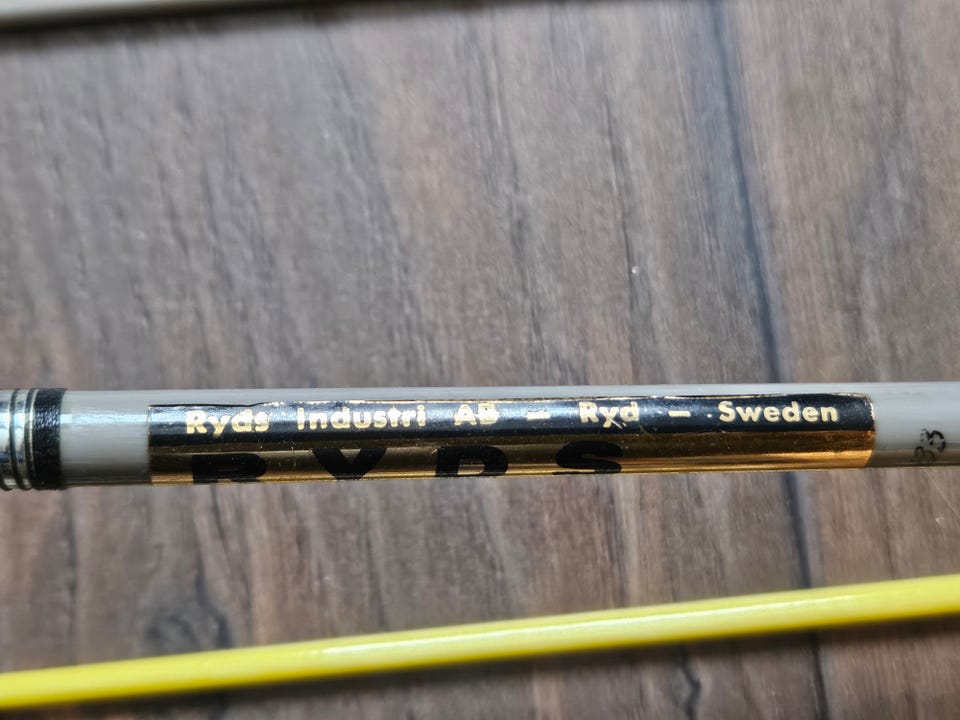 Ryds Industri AB – Ryd – Sweden
RYDS